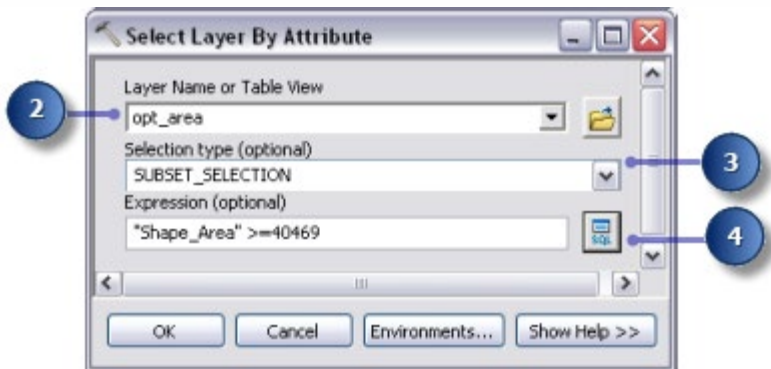 Select Layer By Attribute
Layer Name or Table View
2
opt_area
Selection type (optional)
3
SUBSET_SELECTION
Expression (optional)
"Shape_Area" >=40469
SQL
4
OK Cancel Environments... Show Help >>